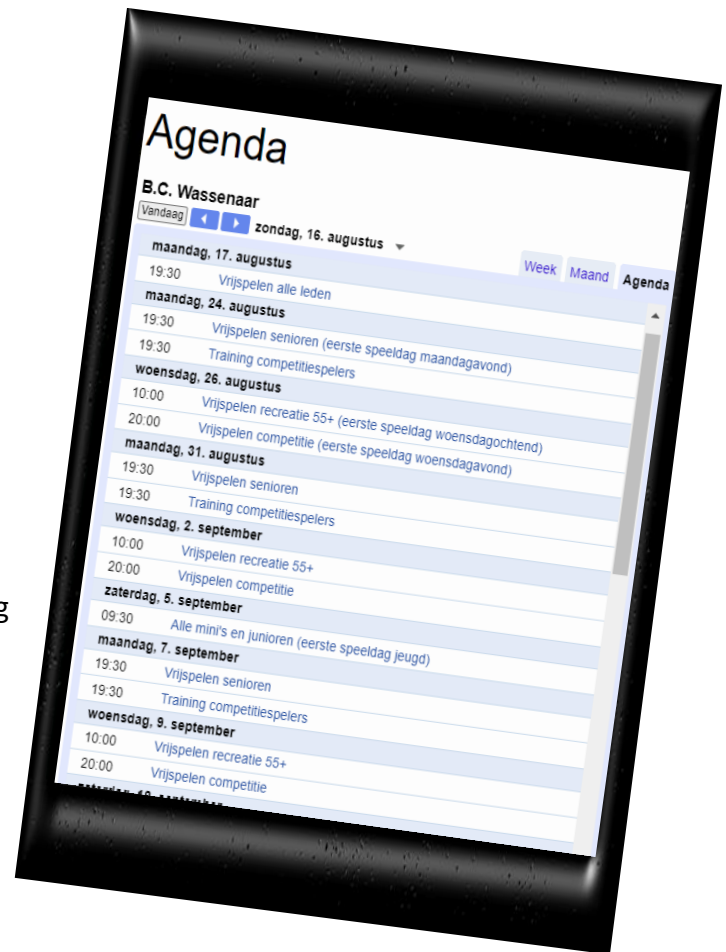 Agenda
B.C. Wassenaar
Vandaag zondag, 16. augustus
Week Maand Agenda
maandag, 17. augustus
19:30 Vrijspelen alle leden
maandag, 24. augustus
19:30 Vrijspelen senioren (eerste speeldag maandagavond)
19:30 Training competitiespelers
woensdag, 26. augustus
10:00 Vrijspelen recreatie 55+ (eerste speeldag woensdagochtend)
20:00 Vrijspelen competitie (eerste speeldag woensdagavond)
maandag, 31. augustus
19:30 Vrijspelen senioren
19:30 Training competitiespelers
woensdag, 2. september
10:00 Vrijspelen recreatie 55+
20:00 Vrijspelen competitie
zaterdag, 5. september
09:30 Alle mini's en junioren (eerste speeldag jeugd)
maandag, 7. september
19:30 Vrijspelen senioren
19:30 Training competitiespelers
woensdag, 9. september
10:00 Vrijspelen recreatie 55+
20:00 Vrijspelen competitie
g